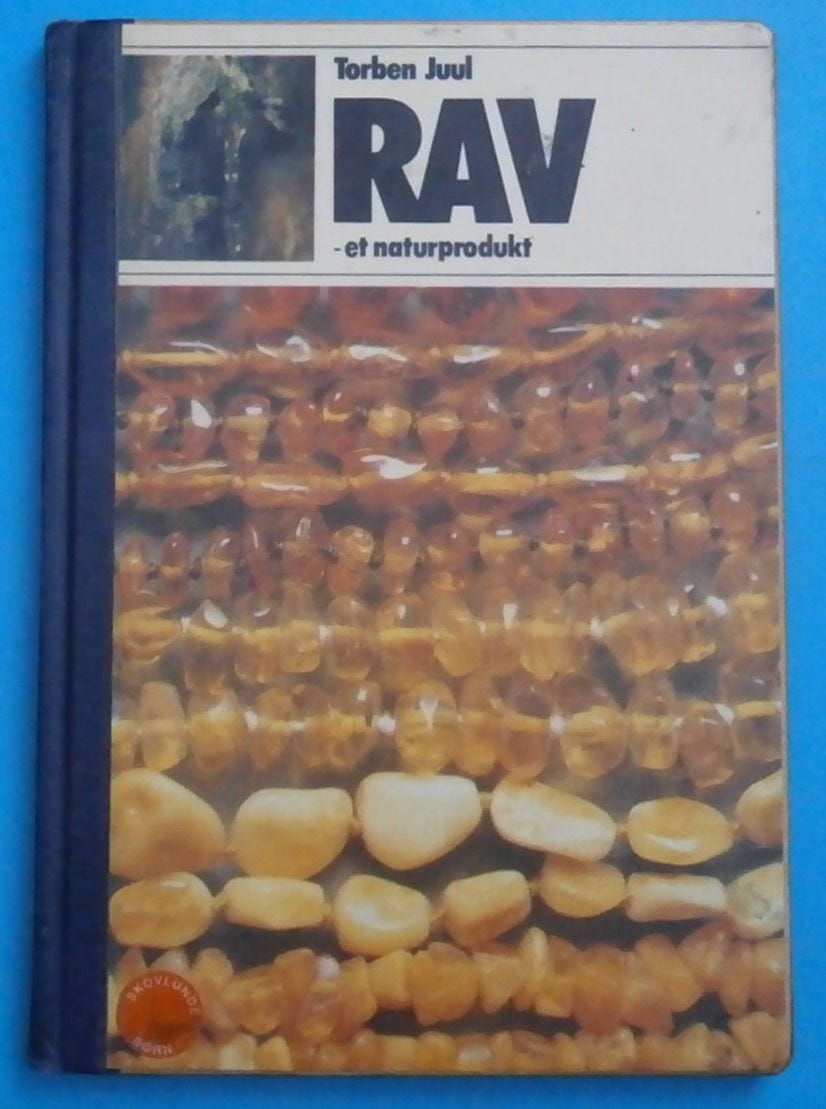 Torben Juul
RAV
- et naturprodukt
SKOVLUNDE
BØRN